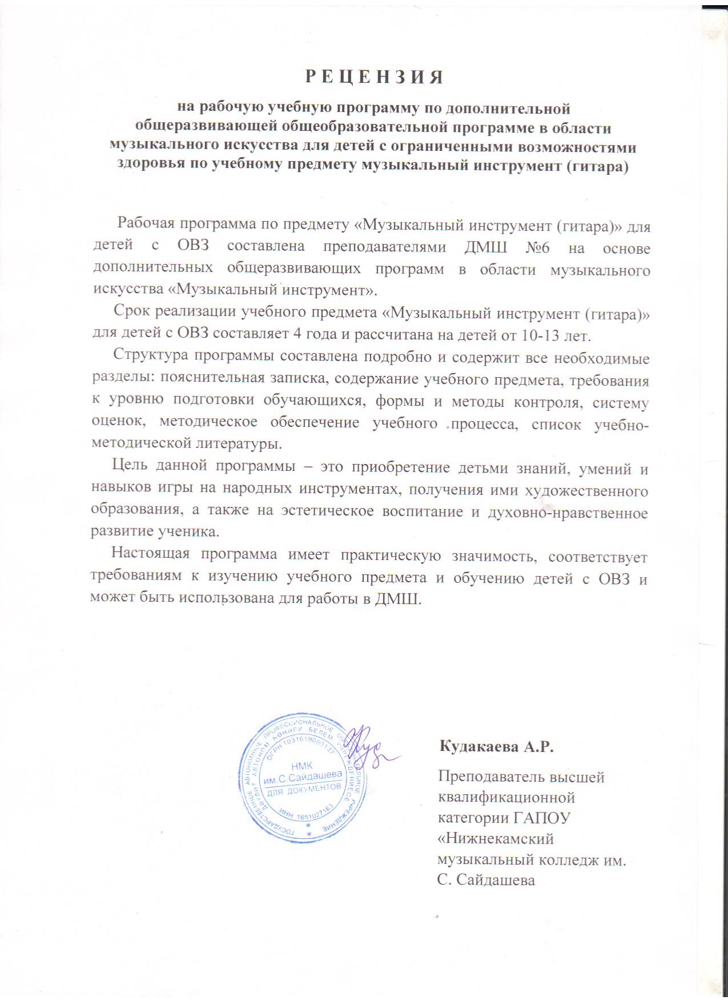 Р Е Ц Е Н З И Я
на рабочую учебную программу по дополнительной
общеразвивающей общеобразовательной программе в области
музыкального искусства для детей с ограниченными возможностями
здоровья по учебному предмету музыкальный инструмент (гитара)
Рабочая программа по предмету «Музыкальный инструмент (гитара)» для
детей с ОВЗ составлена преподавателями ДМШ №6 на основе
дополнительных общеразвивающих программ в области музыкального
искусства «Музыкальный инструмент».
Срок реализации учебного предмета «Музыкальный инструмент (гитара)»
для детей с ОВЗ составляет 4 года и рассчитана на детей от 10-13 лет.
Структура программы составлена подробно и содержит все необходимые
разделы: пояснительная записка, содержание учебного предмета, требования
к уровню подготовки обучающихся, формы и методы контроля, систему
оценок, методическое обеспечение учебного процесса, список учебно-
методической литературы.
Цель данной программы – это приобретение детьми знаний, умений и
навыков игры на народных инструментах, получения ими художественного
образования, а также на эстетическое воспитание и духовно-нравственное
развитие ученика.
Настоящая программа имеет практическую значимость, соответствует
требованиям к изучению учебного предмета и обучению детей с ОВЗ и
может быть использована для работы в ДМШ.
ГОСУДАРСТВЕННОЕ АВТОНОМНОЕ ПРОФЕССИОНАЛЬНОЕ ОБРАЗОВАТЕЛЬНОЕ УЧРЕЖДЕНИЕ
ДӘҮЛӘТ АВТОНОМ ҺӨНӘРИ БЕЛЕМ УЧРЕЖДЕНИЕСЕ
ОГРН 1031619000137
НМК
им.С.Сайдашева
ДЛЯ ДОКУМЕНТОВ
ИНН 1651027163
Кудакаева А.Р.
Преподаватель высшей
квалификационной
категории ГАПОУ
«Нижнекамский
музыкальный колледж им.
С. Сайдашева